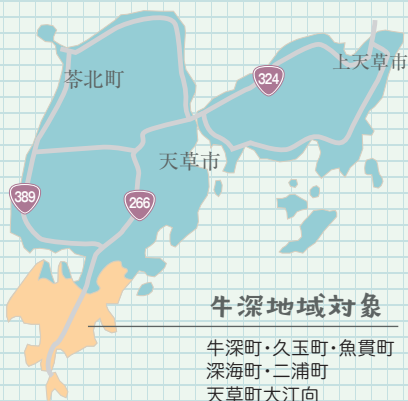 苓北町
上天草市
324
天草市
389
266
牛深地域対象
牛深町・久玉町・魚貫町
深海町・二浦町
天草町大江向